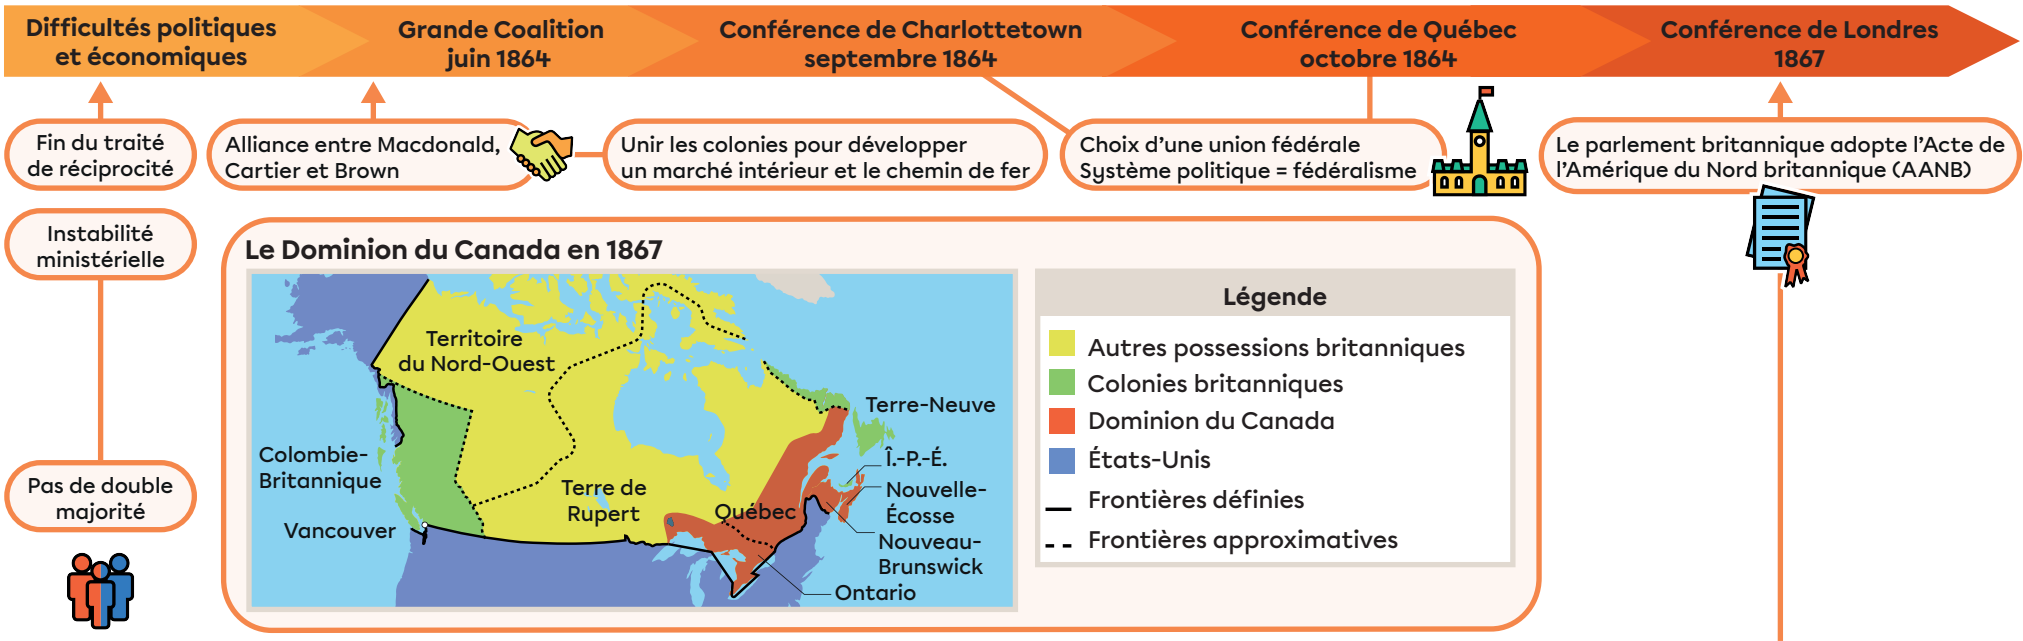 Difficultés politiques
et économiques
Grande Coalition
juin 1864
Conférence de Charlottetown
septembre 1864
Conférence de Québec
octobre 1864
Conférence de Londres
1867
Fin du traité
de réciprocité
Alliance entre Macdonald,
Cartier et Brown
Unir les colonies pour développer
un marché intérieur et le chemin de fer
Choix d’une union fédérale
Système politique = fédéralisme
Le parlement britannique adopte l’Acte de
l’Amérique du Nord britannique (AANB)
Instabilité
ministérielle
Pas de double
majorité
Le Dominion du Canada en 1867
Territoire
du Nord-Ouest
Terre-Neuve
Colombie-
Britannique
Î.-P.-É.
Terre de
Rupert
Nouvelle-
Écosse
Québec
Vancouver
Nouveau-
Brunswick
Ontario
Légende
Autres possessions britanniques
Colonies britanniques
Dominion du Canada
États-Unis
Frontières définies
Frontières approximatives